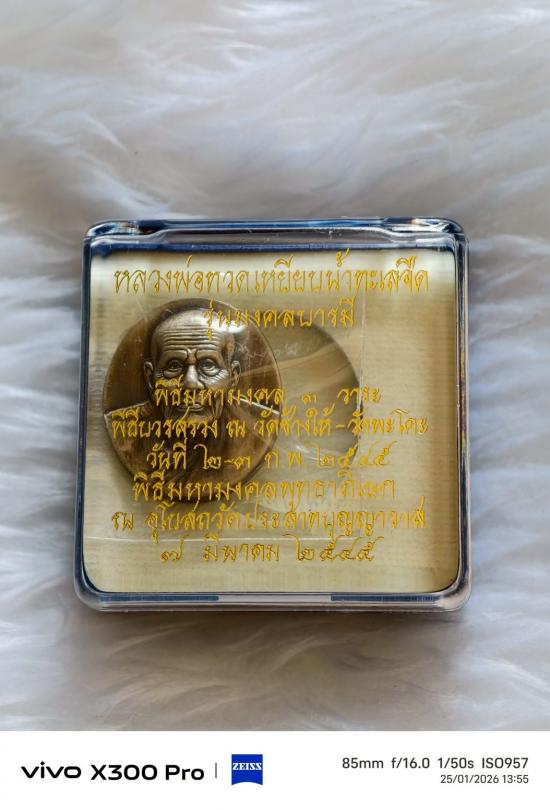 หลวงพ่อทวดเหยียบน้ำทะเลจืด
รุ่นมงคลบารมี
พิธีมหามงคล ๓ วาระ
พิธีบวรสรวง ณ วัดช้างให้-วัดพะโคะ
วันที่ ๒-๓ ก.พ. ๒๕๔๕
พิธีมหามงคลพุทธาภิเษก
ณ อุโบสถวัดประสาทบุญญาวาส
๗ มีนาคม ๒๕๔๕
vivo X300 Pro
ZEISS
85mm f/16.0 1/50s ISO957
25/01/2026 13:55